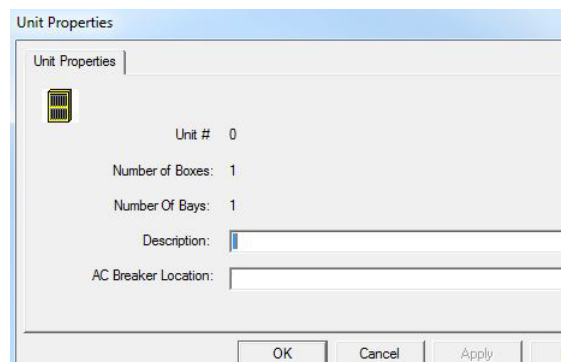 Unit Properties
Unit Properties
Unit # 0
Number of Boxes: 1
Number Of Bays: 1
Description:
AC Breaker Location:
OK Cancel Apply